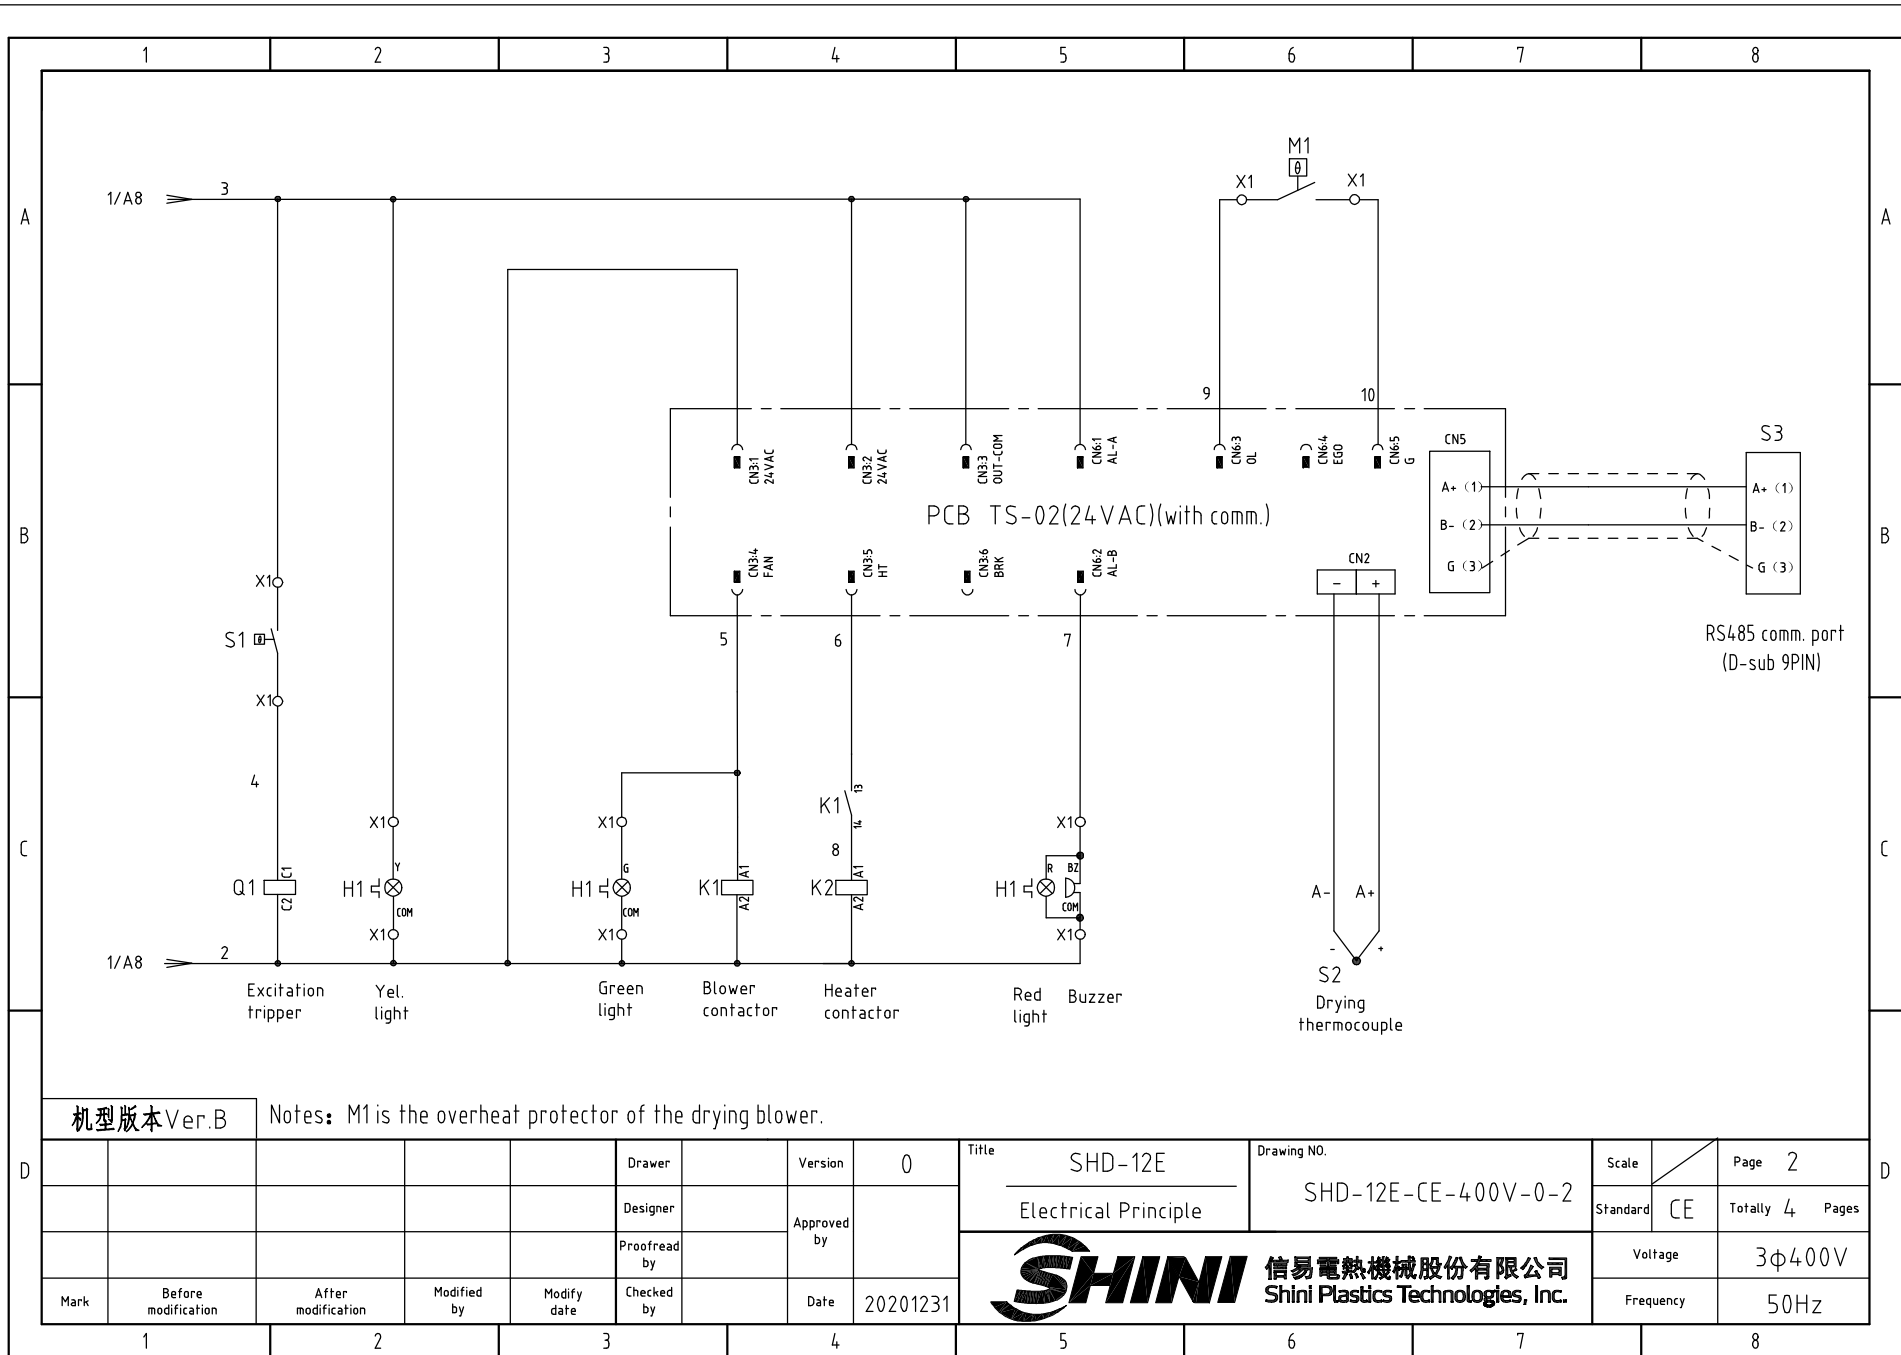 1 2 3 4 5 6 7 8
A
A
B
B
C
C
D
D
M1
θ
X1
X1
1/A8
3
9
10
CN3:1
24VAC
CN3:2
24VAC
CN3:3
OUT-COM
CN6:1
AL-A
CN6:3
OL
CN6:4
EGO
CN6:5
G
CN5
S3
A+ (1)
A+ (1)
PCB TS-02(24VAC)(with comm.)
B- (2)
B- (2)
G (3)
G (3)
CN3:4
FAN
CN3:5
HT
CN3:6
BRK
CN6:2
AL-B
CN2
- +
RS485 comm. port
(D-sub 9PIN)
X1
S1
θ
X1
5
6
7
4
K1
13
14
8
X1
X1
X1
Q1
C1
C2
H1
Y
COM
H1
G
COM
K1
A1
A2
K2
A1
A2
H1
R
BZ
COM
A-
A+
X1
X1
X1
1/A8
2
- +
S2
Excitation
tripper
Yel.
light
Green
light
Blower
contactor
Heater
contactor
Red
light
Buzzer
Drying
thermocouple
机型版本Ver.B
Notes: M1 is the overheat protector of the drying blower.
Drawer
Version
0
Title
SHD-12E
Electrical Principle
Drawing NO.
SHD-12E-CE-400V-0-2
Scale
Page 2
Designer
Approved
by
Standard
CE
Totally 4 Pages
Proofread
by
Voltage
3ϕ400V
Mark
Before
modification
After
modification
Modified
by
Modify
date
Checked
by
Date
20201231
SHINI
信易電熱機械股份有限公司
Shini Plastics Technologies, Inc.
Frequency
50Hz
1 2 3 4 5 6 7 8